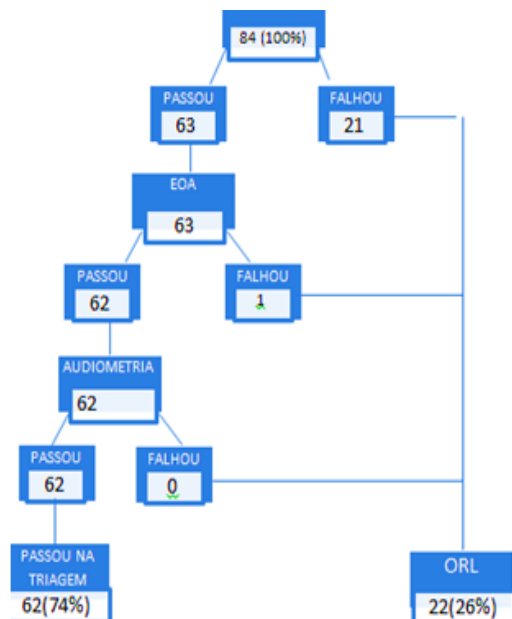 84 (100%)
PASSOU
63
FALHOU
21
EOA
63
PASSOU
62
FALHOU
1
AUDIOMETRIA
62
PASSOU
62
FALHOU
0
PASSOU NA
TRIAGEM
62(74%)
ORL
22(26%)